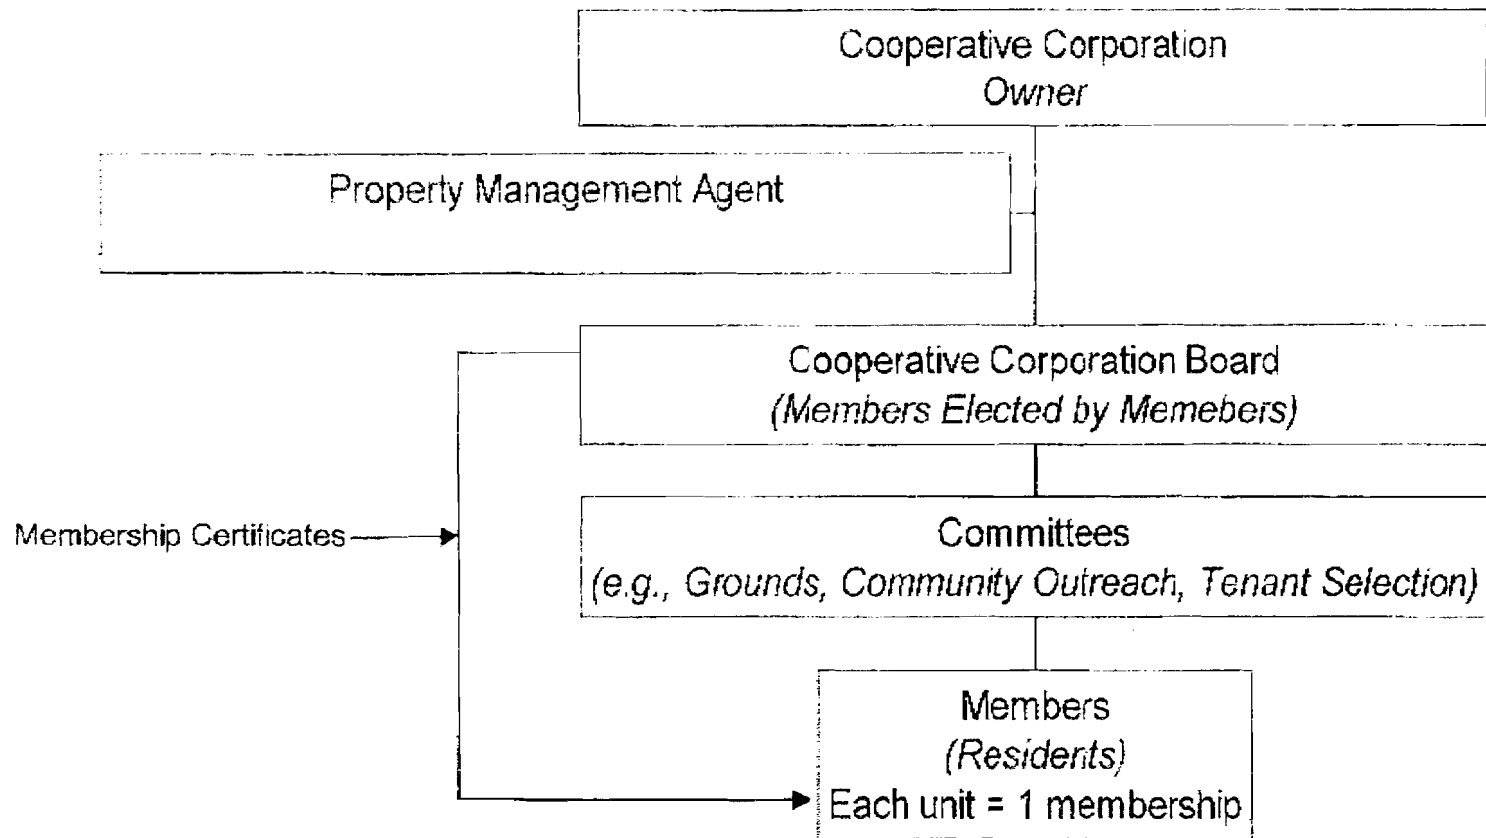 Cooperative Corporation
Owner
Property Management Agent
Cooperative Corporation Board
(Members Elected by Memebers)
Membership Certificates
Committees
(e.g., Grounds, Community Outreach, Tenant Selection)
Members
(Residents)
Each unit = 1 membership